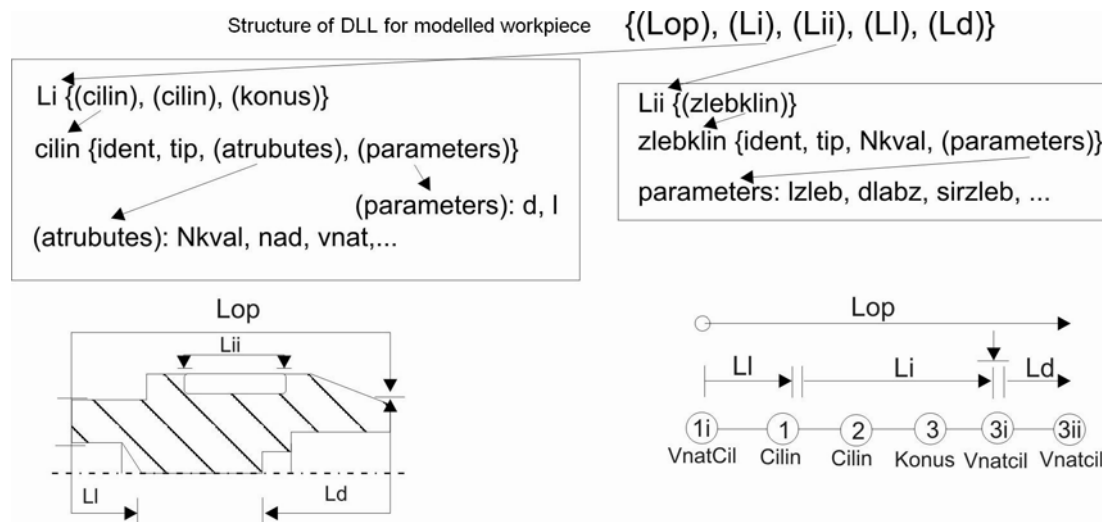 Structure of DLL for modelled workpiece {(Lop), (Li), (Lii), (Ll), (Ld)}
Li {(cilin), (cilin), (konus)}
cilin {ident, tip, (atrubutes), (parameters)}
(parameters): d, l
(atrubutes): Nkval, nad, vnat,...
Lii {(zlebklin)}
zlebklin {ident, tip, Nkval, (parameters)}
parameters: lzleb, dlabz, sirzleb, ...
Lop
Lii
Ll
Ld
Lop
Ll Li Ld
1i 1 2 3 3i 3ii
VnatCil Cilin Cilin Konus Vnatcil Vnatcil